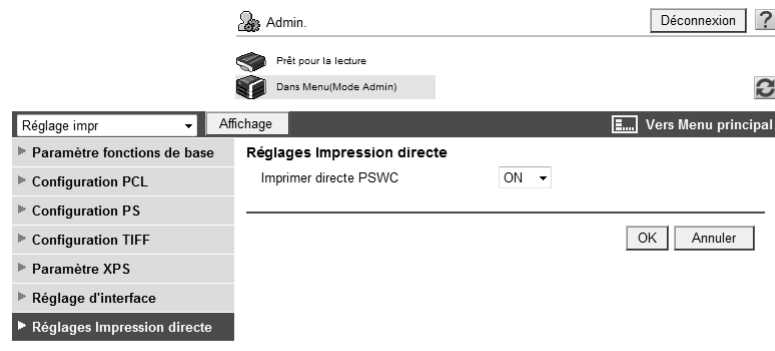 Admin.
Déconnexion
?
Prêt pour la lecture
Dans Menu(Mode Admin)
Réglage impr
Affichage
Vers Menu principal
Paramètre fonctions de base
Configuration PCL
Configuration PS
Configuration TIFF
Paramètre XPS
Réglage d'interface
Réglages Impression directe
Réglages Impression directe
Imprimer directe PSWC
ON
OK
Annuler